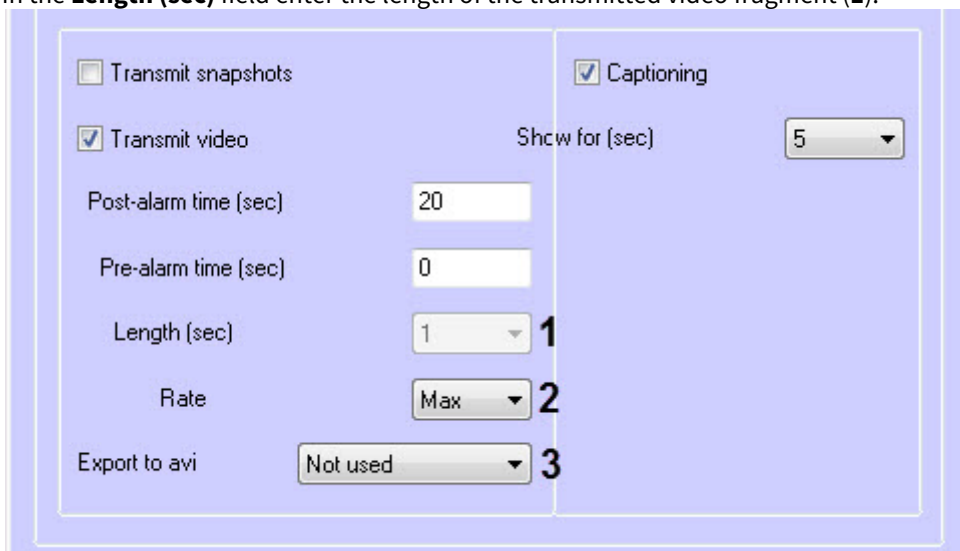 In the Length (sec) field enter the length of the transmitted video fragment (2).
Transmit snapshots
Captioning
Transmit video
Show for (sec)
5
Post-alarm time (sec)
20
Pre-alarm time (sec)
0
Length (sec)
1
1
Rate
Max
2
Export to avi
Not used
3